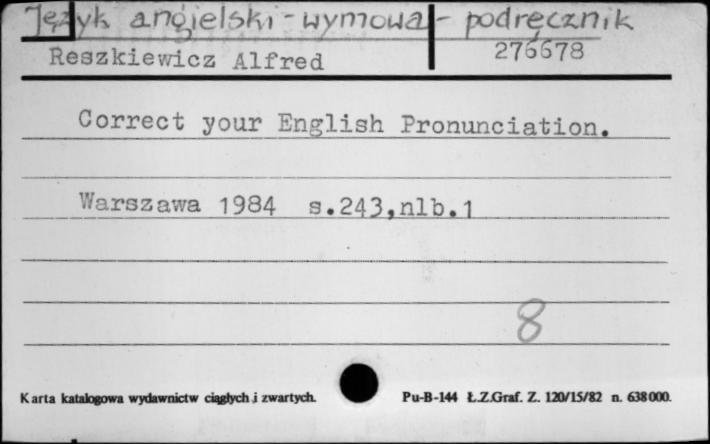 Język angielski - wymowa - podręcznik
Reszkiewicz Alfred 276678
Correct your English Pronunciation.
Warszawa 1984 s.243,nlb.1
8
Karta katalogowa wydawnictw ciągłych i zwartych. Pu-B-144 Ł.Z.Graf. Z. 120/15/82 n. 638000.